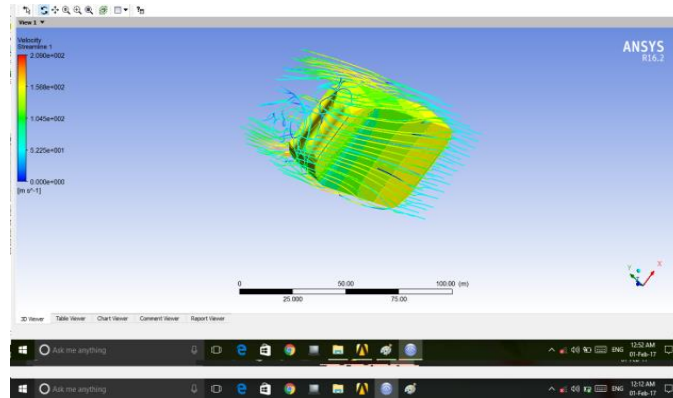 View 1
Velocity
Streamline 1
2.090e+002
1.568e+002
1.045e+002
5.225e+001
0.000e+000
[m s^-1]
ANSYS
R16.2
0 50.00 100.00 (m)
25.000 75.00
Y X Z
3D Viewer Table Viewer Chart Viewer Comment Viewer Report Viewer
Ask me anything ENG 12:52 AM
01-Feb-17
Ask me anything ENG 12:12 AM
01-Feb-17